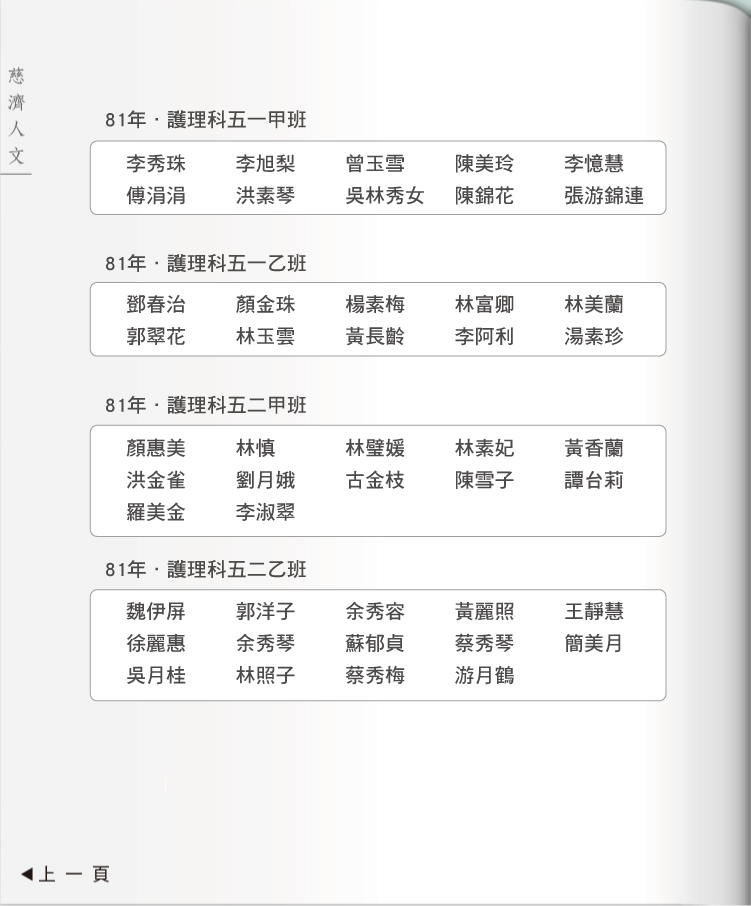 慈濟人文
81年・護理科五一甲班
李秀珠 李旭梨 曾玉雪 陳美玲 李憶慧
傅涓涓 洪素琴 吳林秀女 陳錦花 張游錦連
81年・護理科五一乙班
鄧春治 顏金珠 楊素梅 林富卿 林美蘭
郭翠花 林玉雲 黃長齡 李阿利 湯素珍
81年・護理科五二甲班
顏惠美 林慎 林璧媛 林素妃 黃香蘭
洪金雀 劉月娥 古金枝 陳雪子 譚台莉
羅美金 李淑翠
81年・護理科五二乙班
魏伊屏 郭洋子 余秀容 黃麗照 王靜慧
徐麗惠 余秀琴 蘇郁貞 蔡秀琴 簡美月
吳月桂 林照子 蔡秀梅 游月鶴
◀上一頁